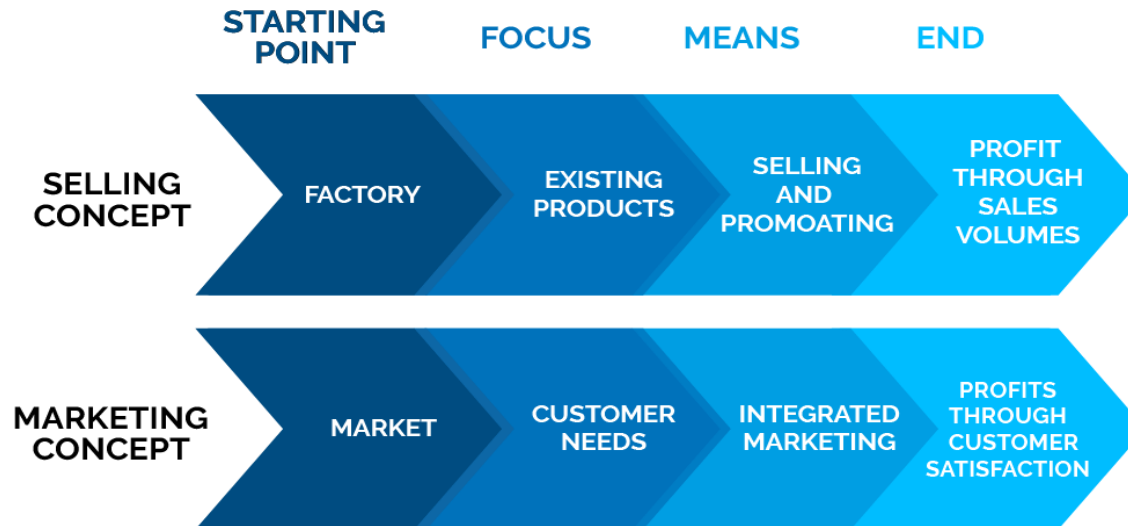 STARTING
POINT
FOCUS
MEANS
END
SELLING
CONCEPT
FACTORY
EXISTING
PRODUCTS
SELLING
AND
PROMOATING
PROFIT
THROUGH
SALES
VOLUMES
MARKETING
CONCEPT
MARKET
CUSTOMER
NEEDS
INTEGRATED
MARKETING
PROFITS
THROUGH
CUSTOMER
SATISFACTION